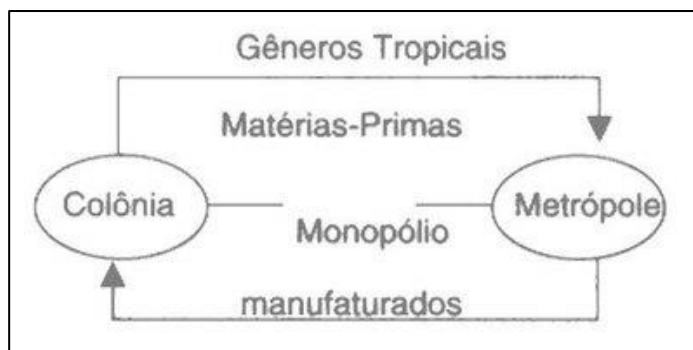 Gêneros Tropicais
Matérias-Primas
Colônia
Metrópole
Monopólio
manufaturados